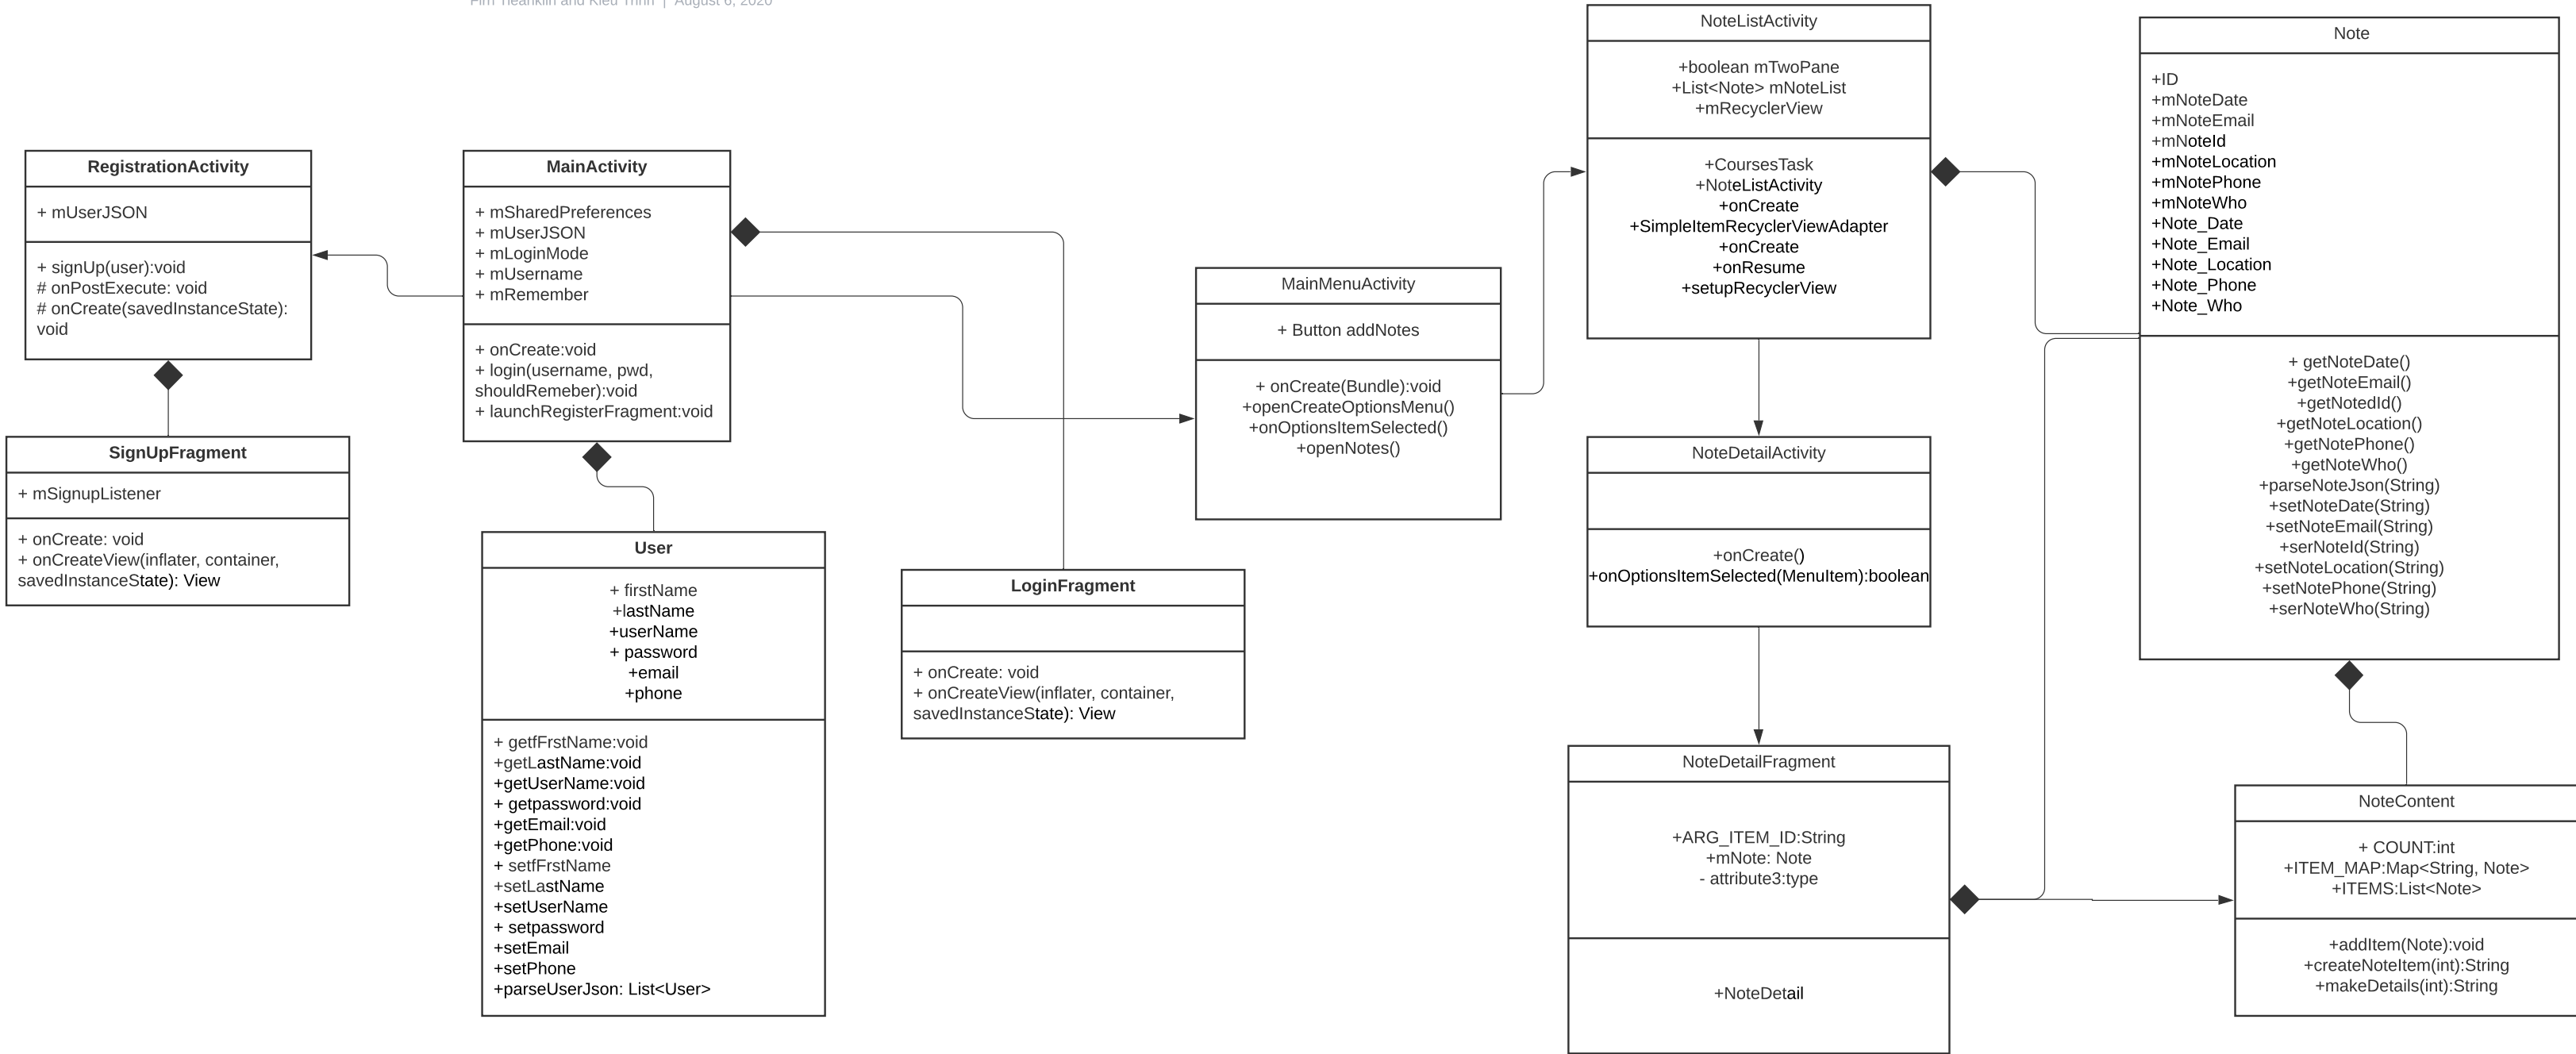 and Kieu Trinh | August 6, 2020
RegistrationActivity
+ mUserJSON
+ signUp(user):void
# onPostExecute: void
# onCreate(savedInstanceState):
void
SignUpFragment
+ mSignupListener
+ onCreate: void
+ onCreateView(inflater, container,
savedInstanceState): View
MainActivity
+ mSharedPreferences
+ mUserJSON
+ mLoginMode
+ mUsername
+ mRemember
+ onCreate:void
+ login(username, pwd,
shouldRemeber):void
+ launchRegisterFragment:void
User
+ firstName
+lastName
+userName
+ password
+email
+phone
+ getfFrstName:void
+getLastName:void
+getUserName:void
+ getpassword:void
+getEmail:void
+getPhone:void
+ setfFrstName
+setLastName
+setUserName
+ setpassword
+setEmail
+setPhone
+parseUserJson: List<User>
LoginFragment
+ onCreate: void
+ onCreateView(inflater, container,
savedInstanceState): View
MainMenuActivity
+ Button addNotes
+ onCreate(Bundle):void
+openCreateOptionsMenu()
+onOptionsItemSelected()
+openNotes()
NoteListActivity
+boolean mTwoPane
+List<Note> mNoteList
+mRecyclerView
+CoursesTask
+NoteListActivity
+onCreate
+SimpleItemRecyclerViewAdapter
+onCreate
+onResume
+setupRecyclerView
NoteDetailActivity
+onCreate()
+onOptionsItemSelected(MenuItem):boolean
NoteDetailFragment
+ARG_ITEM_ID:String
+mNote: Note
- attribute3:type
+NoteDetail
Note
+ID
+mNoteDate
+mNoteEmail
+mNoteId
+mNoteLocation
+mNotePhone
+mNoteWho
+Note_Date
+Note_Email
+Note_Location
+Note_Phone
+Note_Who
+ getNoteDate()
+getNoteEmail()
+getNotedId()
+getNoteLocation()
+getNotePhone()
+getNoteWho()
+parseNoteJson(String)
+setNoteDate(String)
+setNoteEmail(String)
+serNoteId(String)
+setNoteLocation(String)
+setNotePhone(String)
+serNoteWho(String)
NoteContent
+ COUNT:int
+ITEM_MAP:Map<String, Note>
+ITEMS:List<Note>
+addItem(Note):void
+createNoteItem(int):String
+makeDetails(int):String